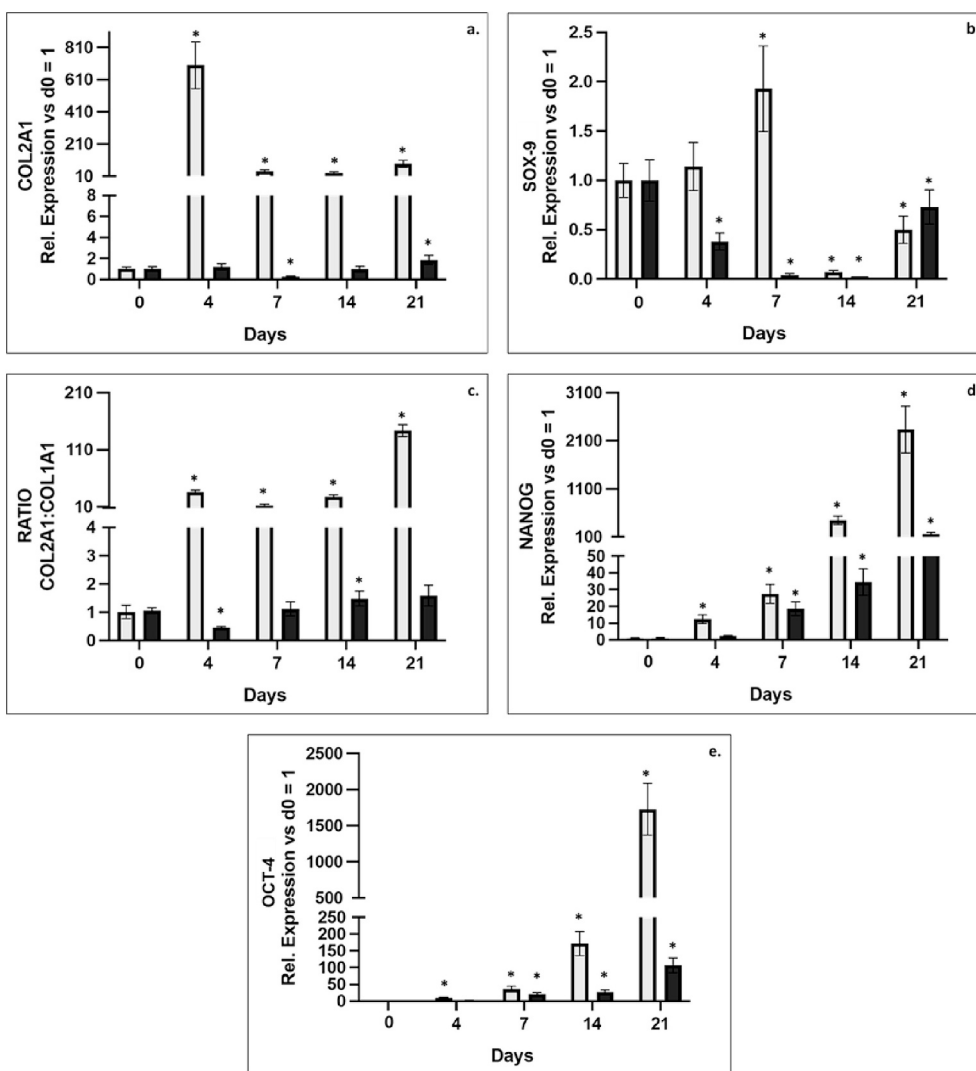 a.
COL2A1
Rel. Expression vs d0 = 1
810
610
410
210
10
8
6
4
2
0
* * * * * *
0 4 7 14 21
Days
b.
SOX-9
Rel. Expression vs d0 = 1
2.5
2.0
1.5
1.0
0.5
0.0
* * * * * * *
0 4 7 14 21
Days
c.
RATIO
COL2A1:COL1A1
210
110
10
4
3
2
1
0
* * * * * *
0 4 7 14 21
Days
d.
NANOG
Rel. Expression vs d0 = 1
3100
2100
1100
100
50
40
30
20
10
0
* * * * * * *
0 4 7 14 21
Days
e.
OCT-4
Rel. Expression vs d0 = 1
2500
2000
1500
1000
500
250
200
150
100
50
0
* * * * * * *
0 4 7 14 21
Days